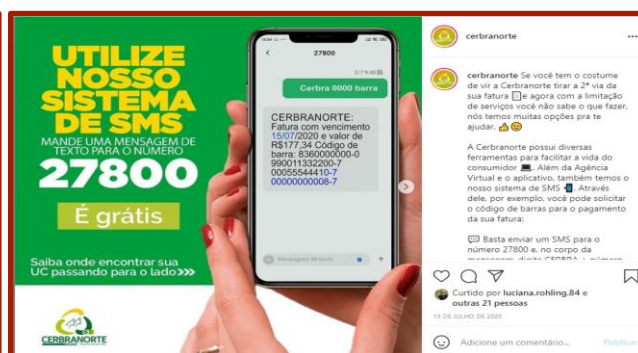 UTILIZE
NOSSO
SISTEMA
DE SMS
MANDE UMA MENSAGEM DE
TEXTO PARA O NÚMERO
27800
É grátis
Saiba onde encontrar sua
UC passando para o lado >>>
CERBRANORTE
27800
Cerbra 0000 barra
CERBRANORTE:
Fatura com vencimento
15/07/2020 e valor de
R$177,34 Código de
barra: 8360000000-0
990011332200-7
00055544410-7
00000000008-7
Mensagem de texto
cerbranorte
cerbranorte Se você tem o costume
de vir a Cerbranorte tirar a 2ª via da
sua fatura e agora com a limitação
de serviços você não sabe o que fazer,
nós temos muitas opções pra te
ajudar. 
A Cerbranorte possui diversas
ferramentas para facilitar a vida do
consumidor 💻. Além da Agência
Virtual e o aplicativo, também temos o
nosso sistema de SMS 📲. Através
dele, por exemplo, você pode solicitar
o código de barras para o pagamento
da sua fatura:
💬 Basta enviar um SMS para o
número 27800 e, no corpo da
mensagem, digite CERBRA + número
Curtido por luciana.rohling.84 e
outras 21 pessoas
15 DE JULHO DE 2020
Adicione um comentário... Publicar